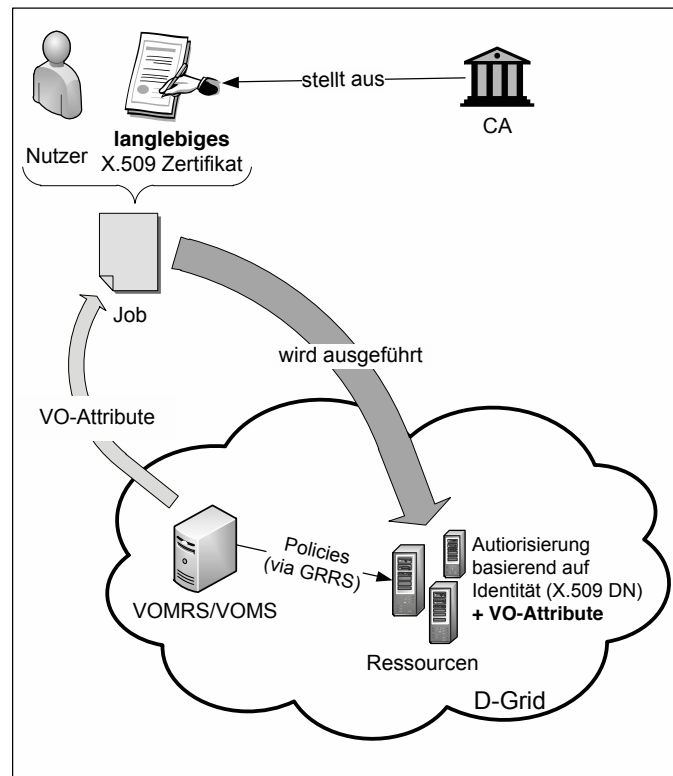 stellt aus
CA
Nutzer
langlebiges
X.509 Zertifikat
Job
wird ausgeführt
VO-Attribute
Policies
(via GRRS)
VOMRS/VOMS
Autiorisierung
basierend auf
Identität (X.509 DN)
+ VO-Attribute
Ressourcen
D-Grid